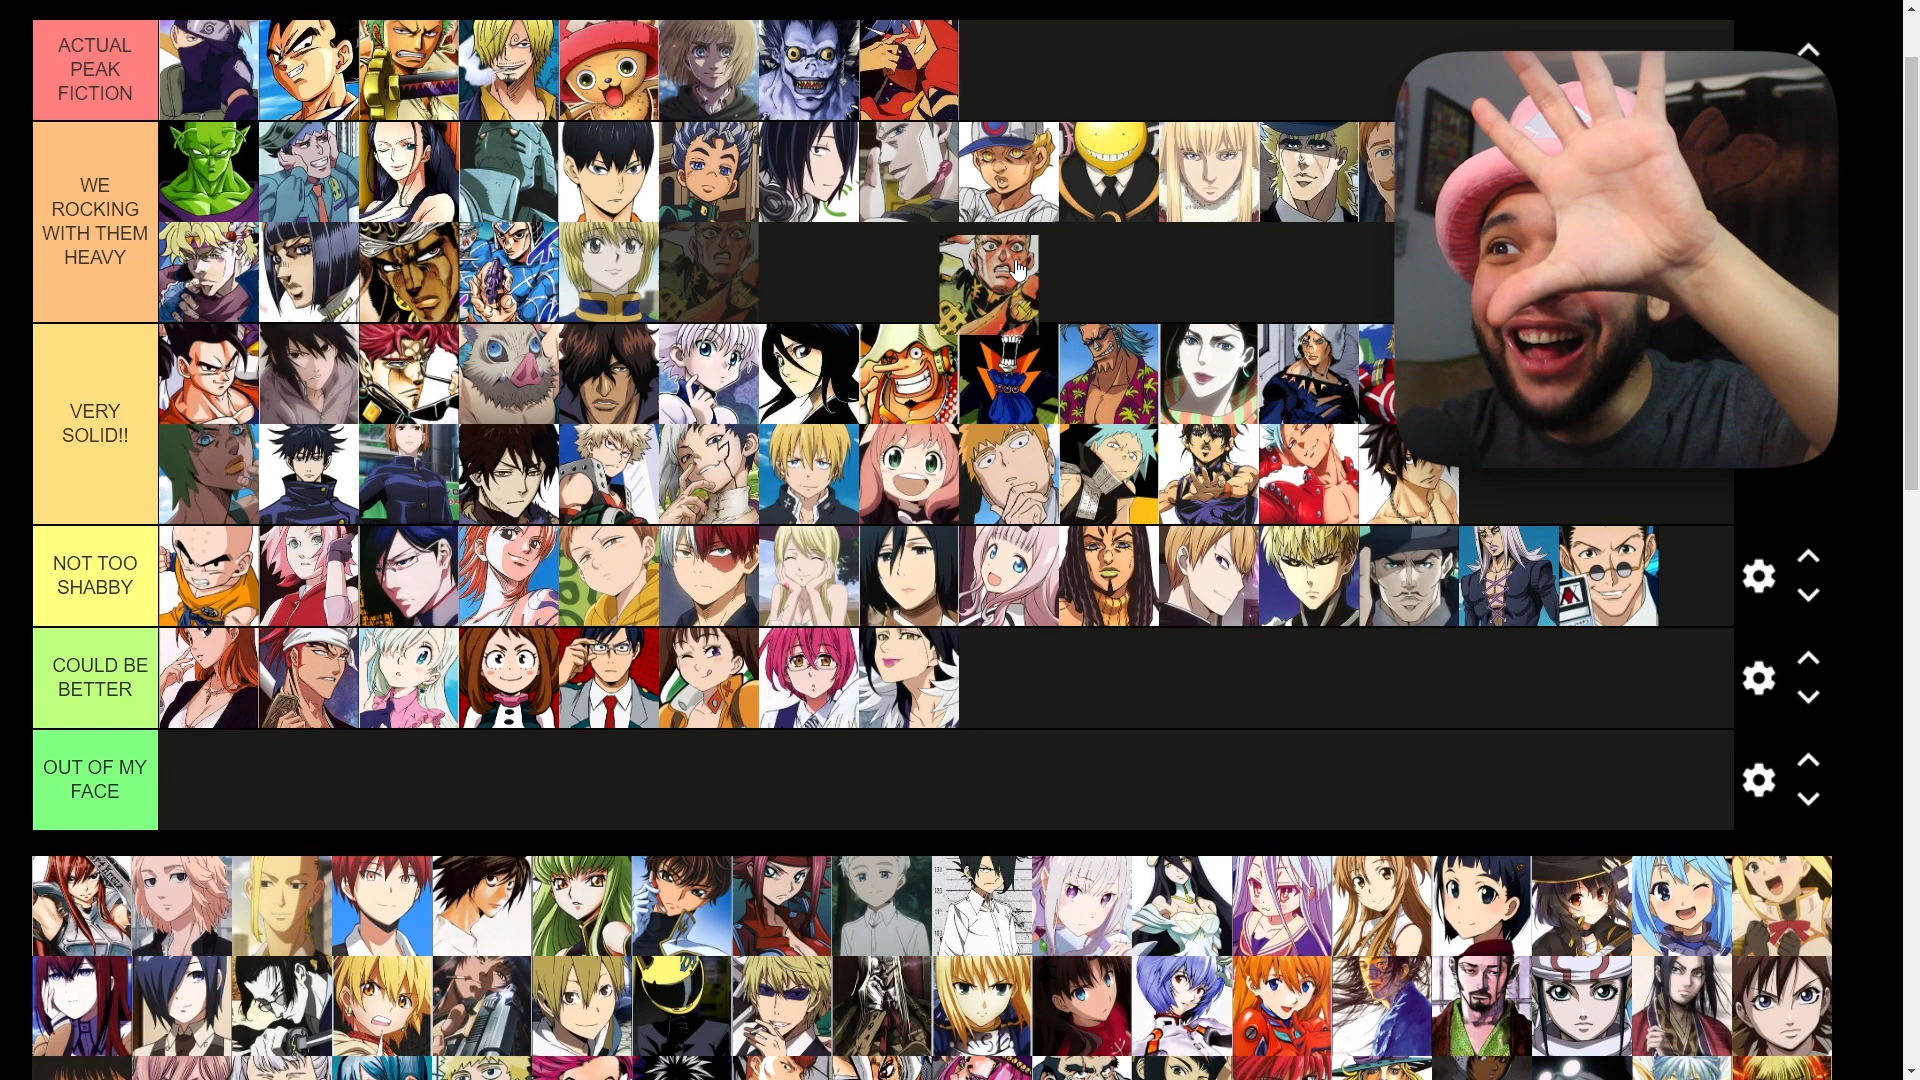 ACTUAL
PEAK
FICTION
WE
ROCKING
WITH THEM
HEAVY
VERY
SOLID!!
NOT TOO
SHABBY
COULD BE
BETTER
OUT OF MY
FACE